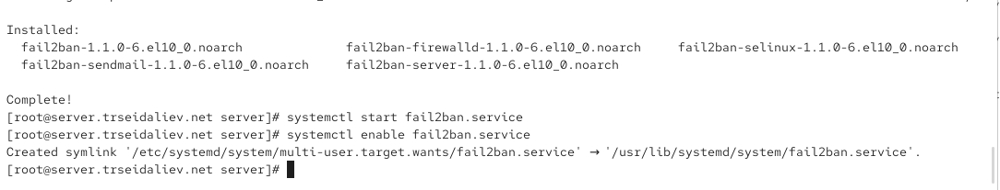 Installed:
fail2ban-1.1.0-6.el10_0.noarch fail2ban-firewalld-1.1.0-6.el10_0.noarch fail2ban-selinux-1.1.0-6.el10_0.noarch
fail2ban-sendmail-1.1.0-6.el10_0.noarch fail2ban-server-1.1.0-6.el10_0.noarch
Complete!
[root@server.trseidaliev.net server]# systemctl start fail2ban.service
[root@server.trseidaliev.net server]# systemctl enable fail2ban.service
Created symlink '/etc/systemd/system/multi-user.target.wants/fail2ban.service' → '/usr/lib/systemd/system/fail2ban.service'.
[root@server.trseidaliev.net server]#